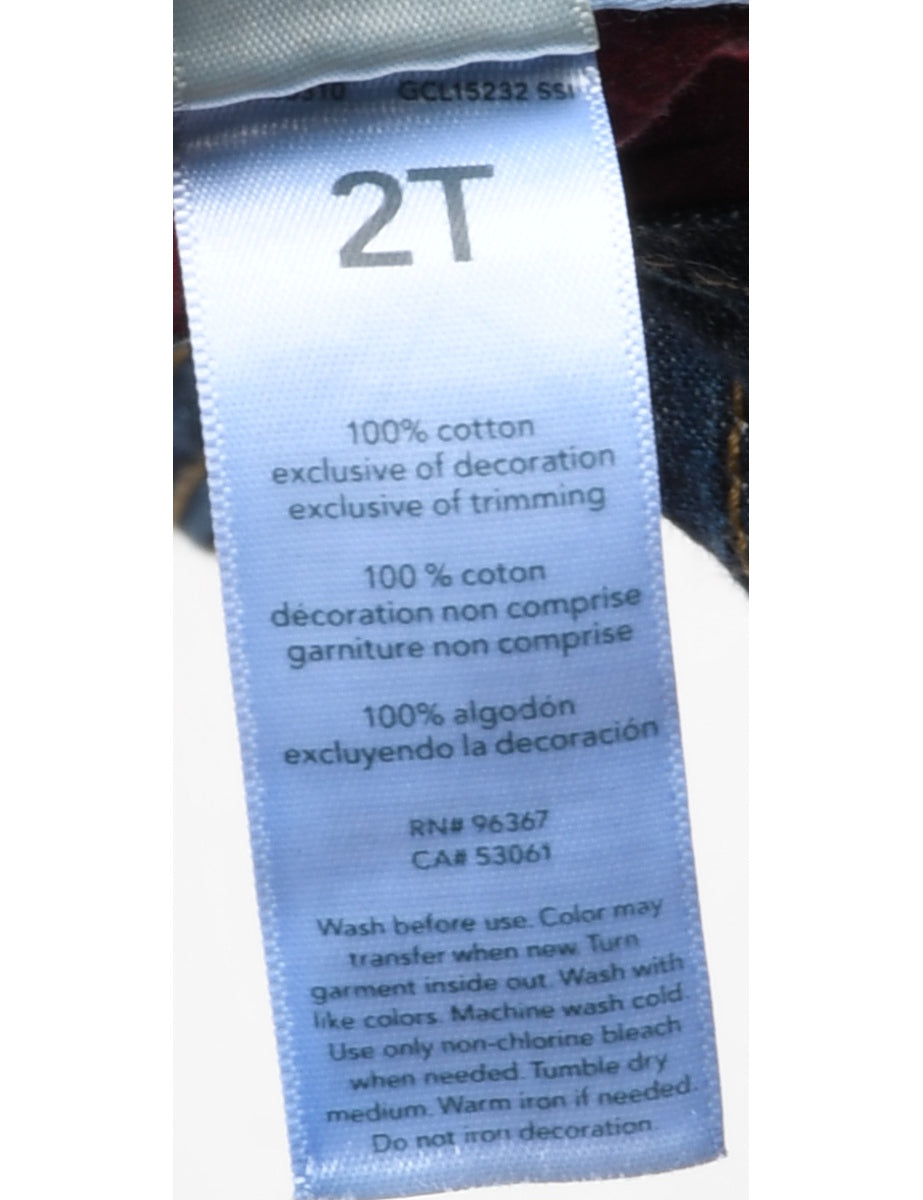 GCL15232 SSI
2T
100% cotton
exclusive of decoration
exclusive of trimming
100 % coton
décoration non comprise
garniture non comprise
100% algodón
excluyendo la decoración
RN# 96367
CA# 53061
Wash before use. Color may
transfer when new. Turn
garment inside out. Wash with
like colors. Machine wash cold.
Use only non-chlorine bleach
when needed. Tumble dry
medium. Warm iron if needed.
Do not iron decoration.